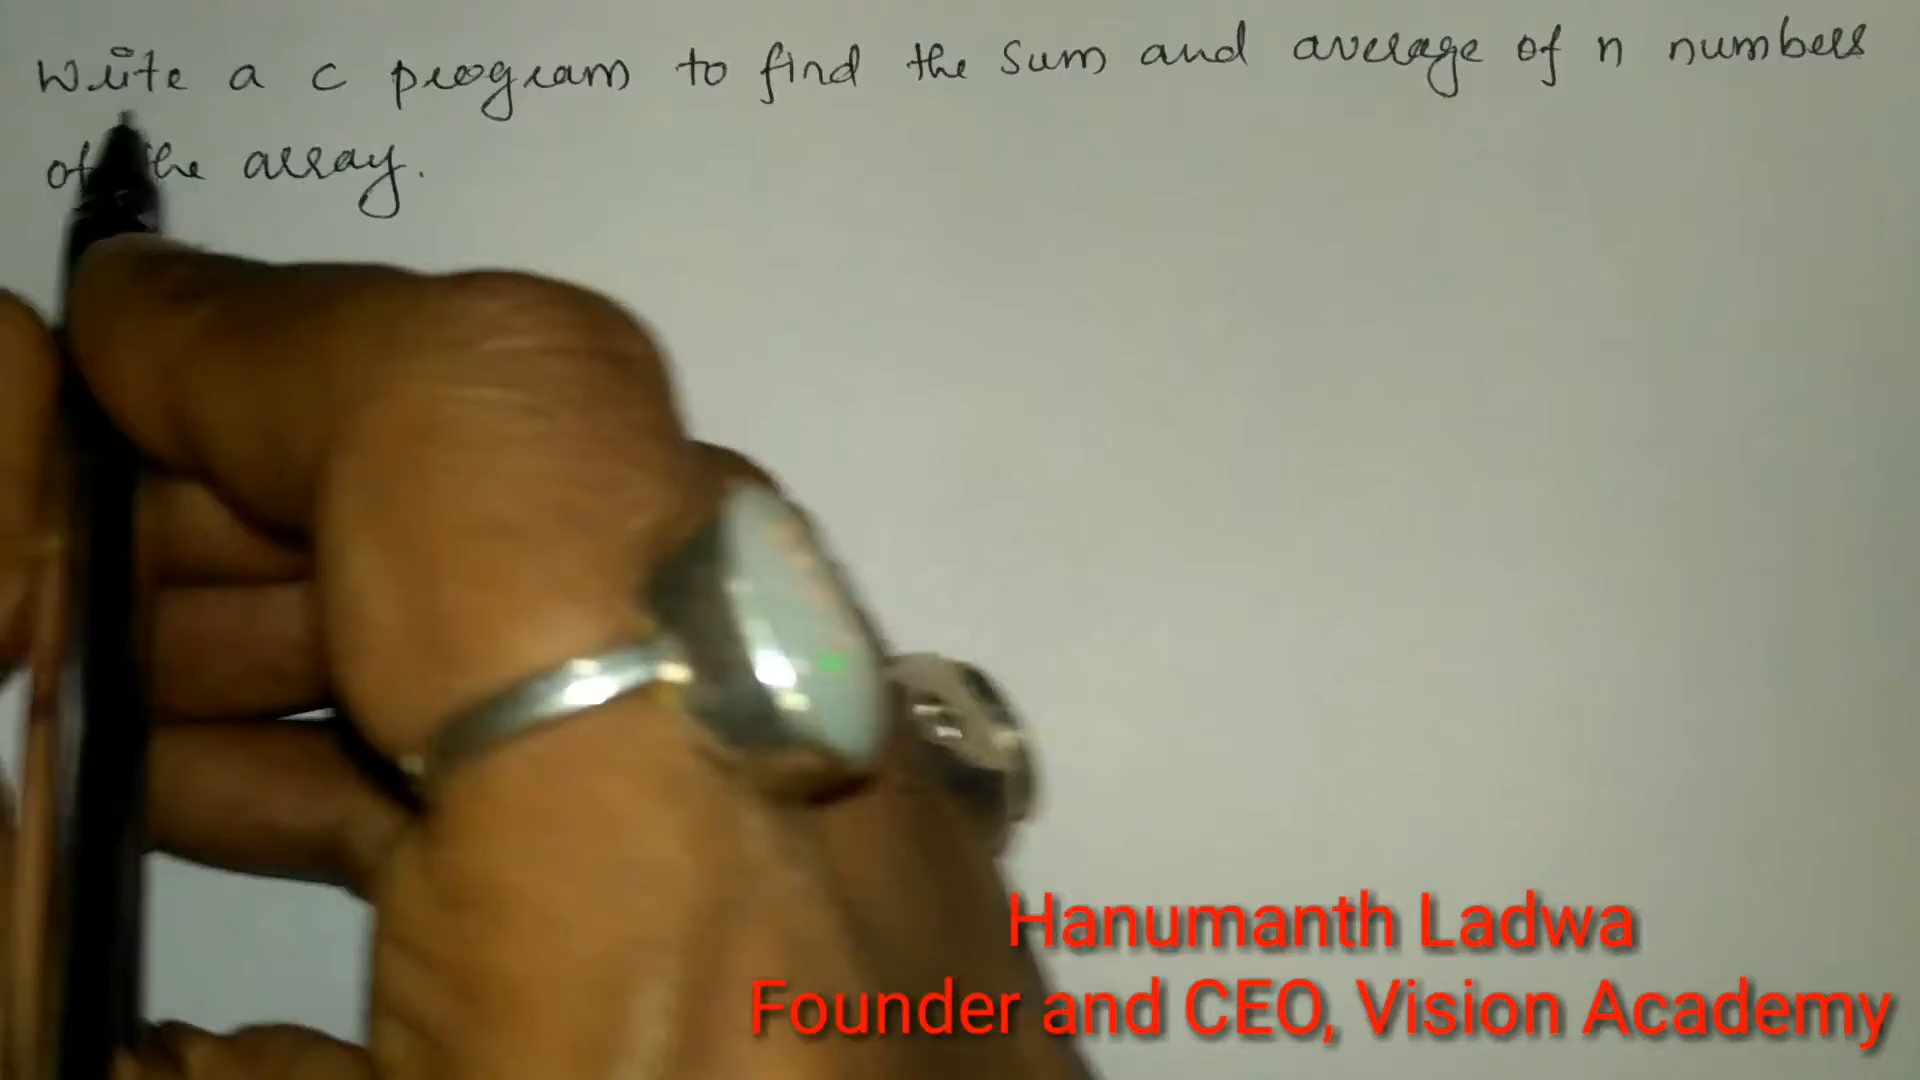 Write a c program to find the sum and average of n numbers
of the array.
Hanumanth Ladwa
Founder and CEO, Vision Academy